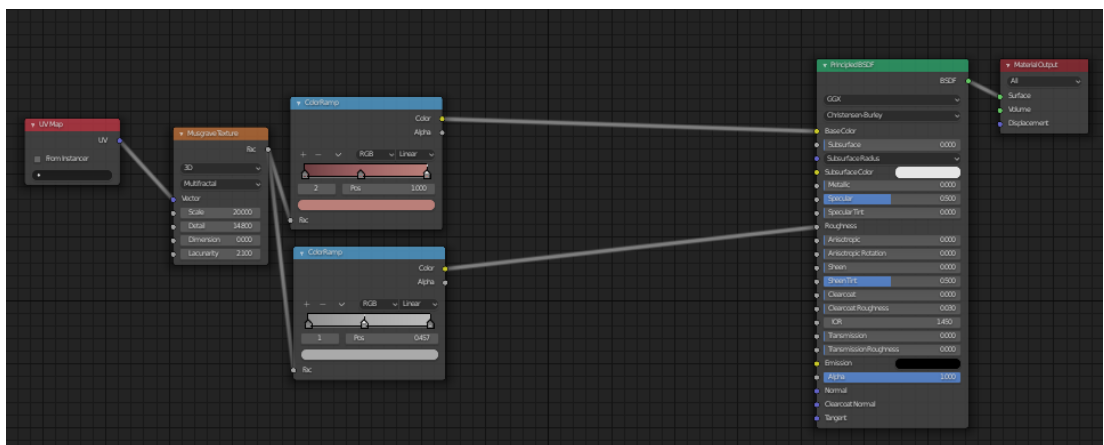 UV Map
UV
From Instancer
Musgrave Texture
Fac
3D
Multifractal
Vector
Scale 20.000
Detail 14.800
Dimension 0.000
Lacunarity 2.100
ColorRamp
Color
Alpha
+ − RGB Linear
2 Pos 1.000
Fac
ColorRamp
Color
Alpha
+ − RGB Linear
1 Pos 0.457
Fac
Principled BSDF
BSDF
GGX
Christensen-Burley
Base Color
Subsurface 0.000
Subsurface Radius
Subsurface Color
Metallic 0.000
Specular 0.500
Specular Tint 0.000
Roughness
Anisotropic 0.000
Anisotropic Rotation 0.000
Sheen 0.000
Sheen Tint 0.500
Clearcoat 0.000
Clearcoat Roughness 0.030
IOR 1.450
Transmission 0.000
Transmission Roughness 0.000
Emission
Alpha 1.000
Normal
Clearcoat Normal
Tangent
Material Output
All
Surface
Volume
Displacement